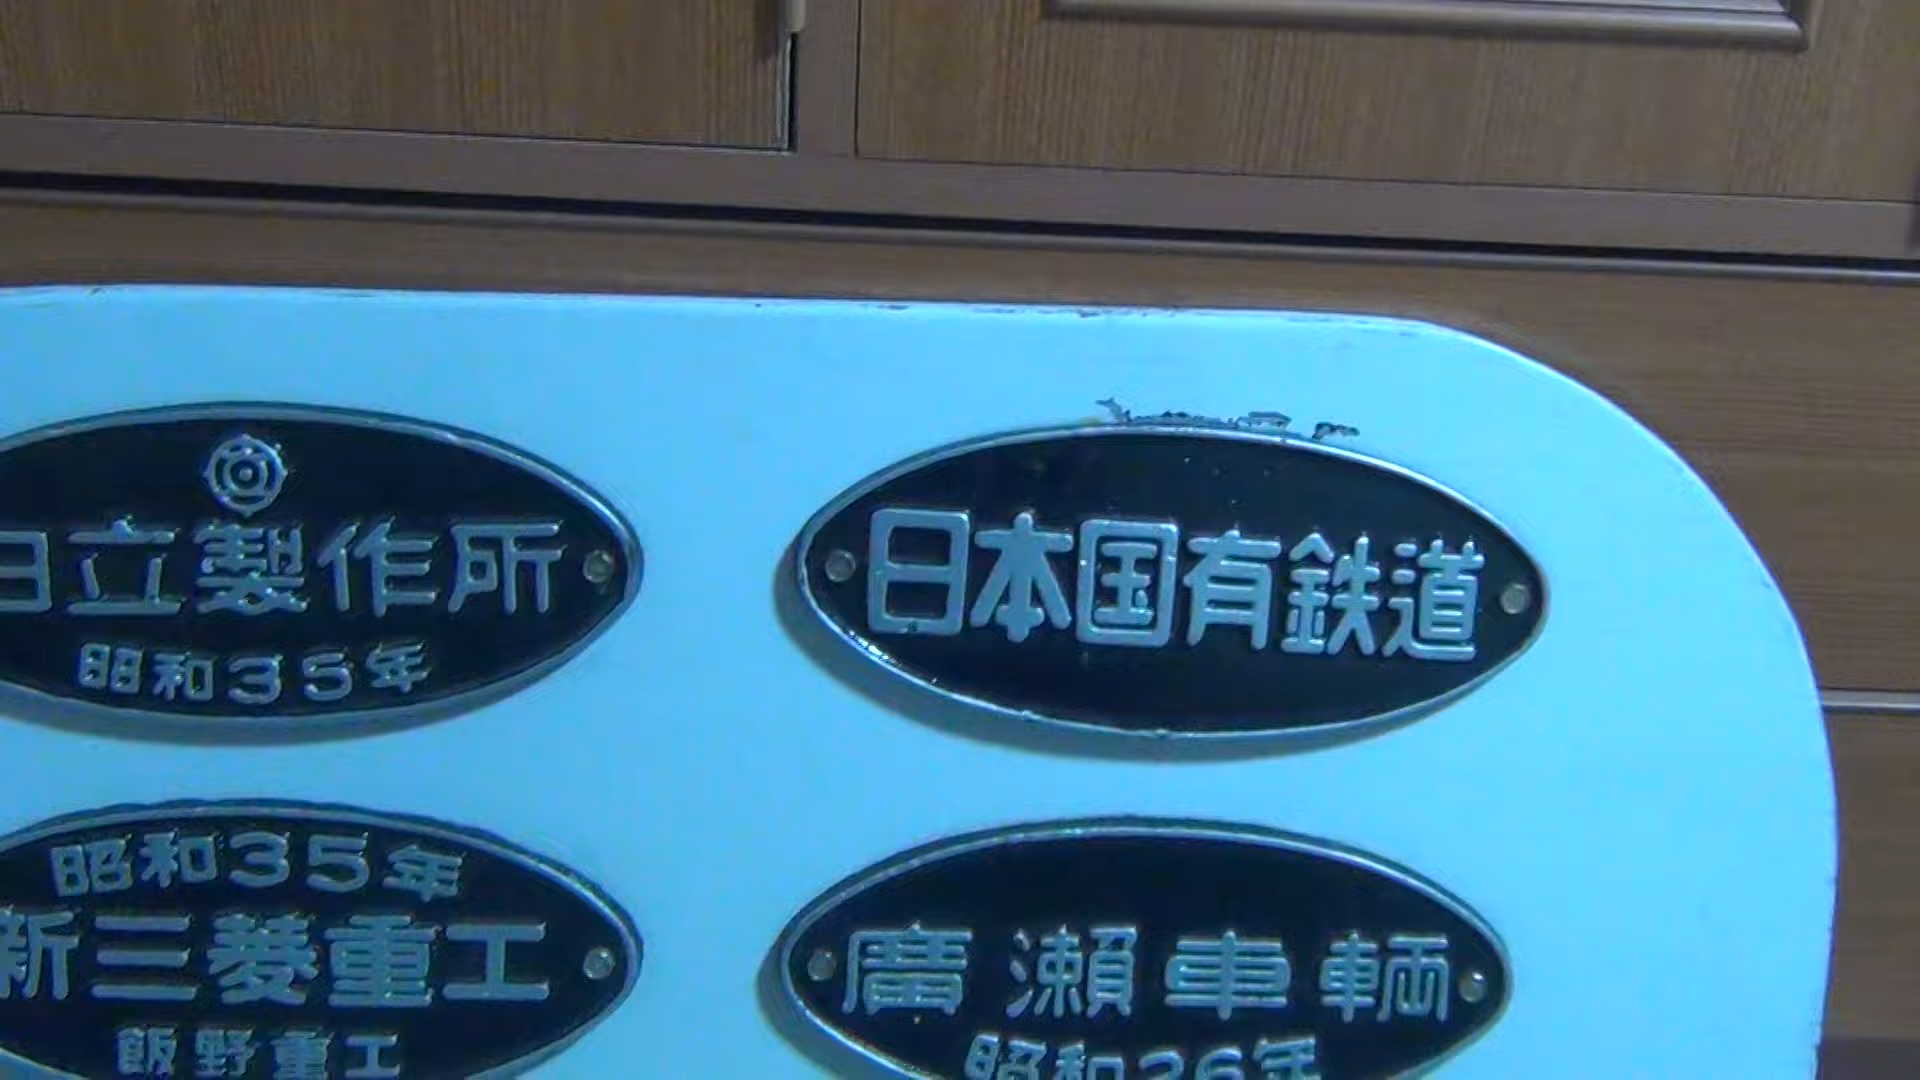 日立製作所
昭和35年
日本国有鉄道
昭和35年
新三菱重工
飯野重工
廣瀬車輌
昭和26年